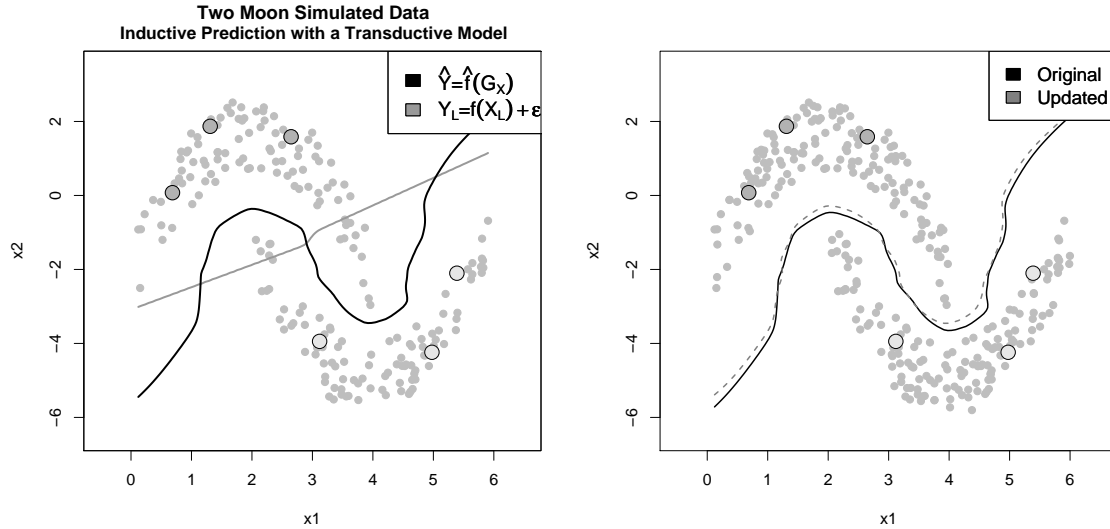 Two Moon Simulated Data
Inductive Prediction with a Transductive Model
Ŷ=f̂(G_X)
Y_L=f(X_L)+ε
2
0
−2
−4
−6
x2
0 1 2 3 4 5 6
x1
Original
Updated
2
0
−2
−4
−6
x2
0 1 2 3 4 5 6
x1